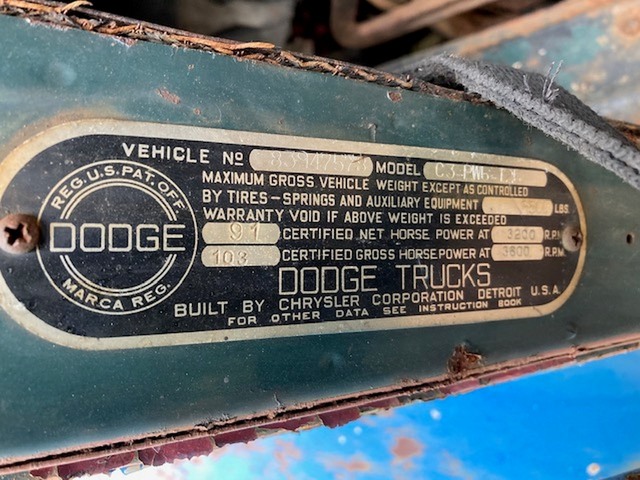 VEHICLE No MODEL
MAXIMUM GROSS VEHICLE WEIGHT EXCEPT AS CONTROLLED
BY TIRES-SPRINGS AND AUXILIARY EQUIPMENT LBS.
WARRANTY VOID IF ABOVE WEIGHT IS EXCEEDED
91 CERTIFIED NET HORSE POWER AT 3200 R.P.M.
103 CERTIFIED GROSS HORSE POWER AT 3600 R.P.M.
DODGE TRUCKS
BUILT BY CHRYSLER CORPORATION DETROIT U.S.A.
FOR OTHER DATA SEE INSTRUCTION BOOK
REG. U.S. PAT. OFF.
DODGE
MARCA REG.